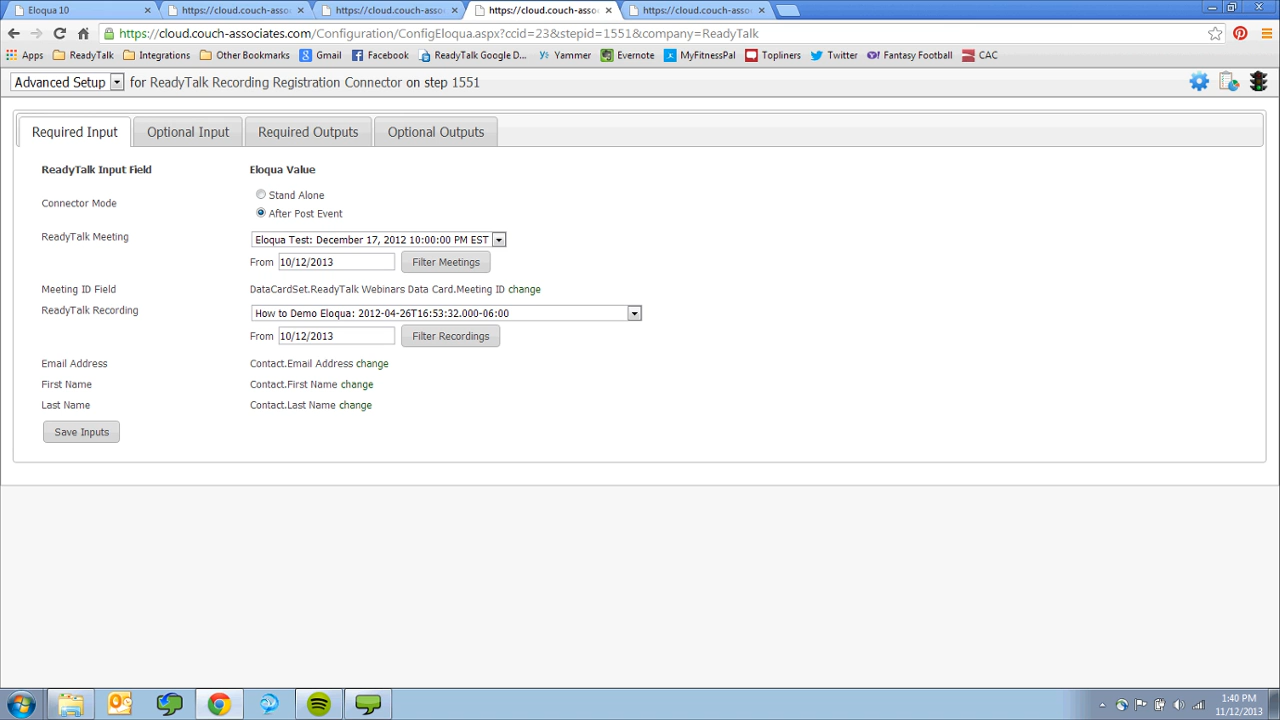 Eloqua 10 https://cloud.couch-assoc https://cloud.couch-assoc https://cloud.couch-assoc https://cloud.couch-assoc
https://cloud.couch-associates.com/Configuration/ConfigEloqua.aspx?ccid=23&stepid=1551&company=ReadyTalk
Apps ReadyTalk Integrations Other Bookmarks Gmail Facebook ReadyTalk Google D... Yammer Evernote MyFitnessPal Topliners Twitter Fantasy Football CAC
Advanced Setup for ReadyTalk Recording Registration Connector on step 1551
Required Input Optional Input Required Outputs Optional Outputs
ReadyTalk Input Field Eloqua Value
Connector Mode Stand Alone
After Post Event
ReadyTalk Meeting Eloqua Test: December 17, 2012 10:00:00 PM EST
From 10/12/2013 Filter Meetings
Meeting ID Field DataCardSet.ReadyTalk Webinars Data Card.Meeting ID change
ReadyTalk Recording How to Demo Eloqua: 2012-04-26T16:53:32.000-06:00
From 10/12/2013 Filter Recordings
Email Address Contact.Email Address change
First Name Contact.First Name change
Last Name Contact.Last Name change
Save Inputs
1:40 PM
11/12/2013